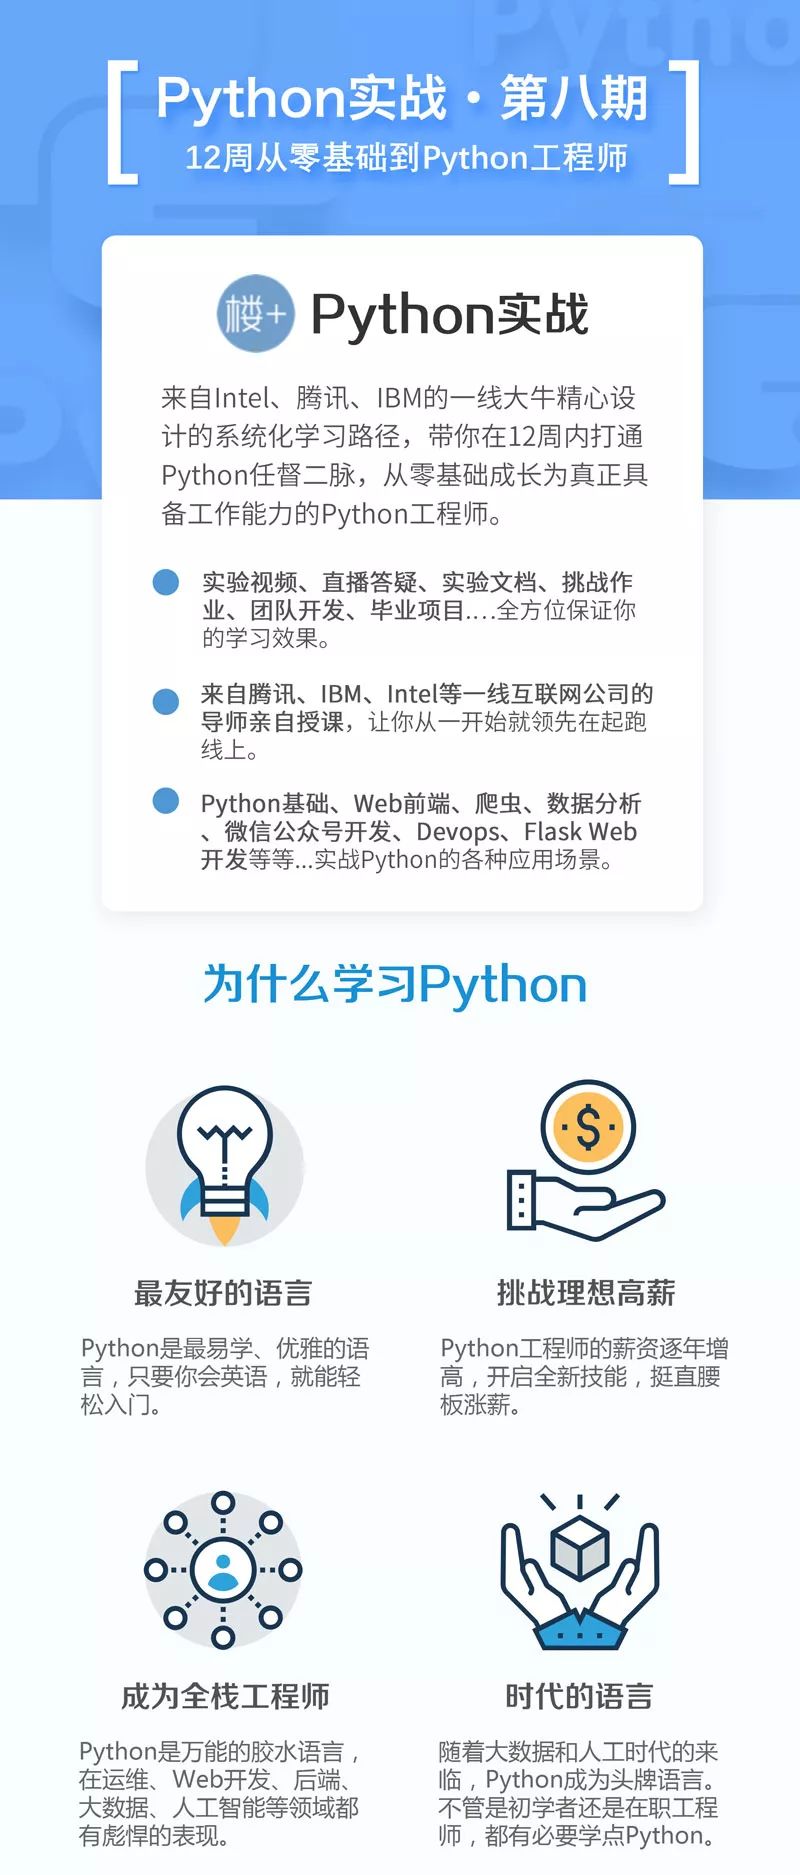 Python
Python实战·第八期
12周从零基础到Python工程师
楼+
Python实战
来自Intel、腾讯、IBM的一线大牛精心设
计的系统化学习路径，带你在12周内打通
Python任督二脉，从零基础成长为真正具
备工作能力的Python工程师。
实验视频、直播答疑、实验文档、挑战作
业、团队开发、毕业项目....全方位保证你
的学习效果。
来自腾讯、IBM、Intel等一线互联网公司的
导师亲自授课，让你从一开始就领先在起跑
线上。
Python基础、Web前端、爬虫、数据分析
、微信公众号开发、Devops、Flask Web
开发等等...实战Python的各种应用场景。
为什么学习Python
最友好的语言
Python是最易学、优雅的语
言，只要你会英语，就能轻
松入门。
挑战理想高薪
Python工程师的薪资逐年增
高，开启全新技能，挺直腰
板涨薪。
成为全栈工程师
Python是万能的胶水语言，
在运维、Web开发、后端、
大数据、人工智能等领域都
有彪悍的表现。
时代的语言
随着大数据和人工时代的来
临，Python成为头牌语言。
不管是初学者还是在职工程
师，都有必要学点Python。